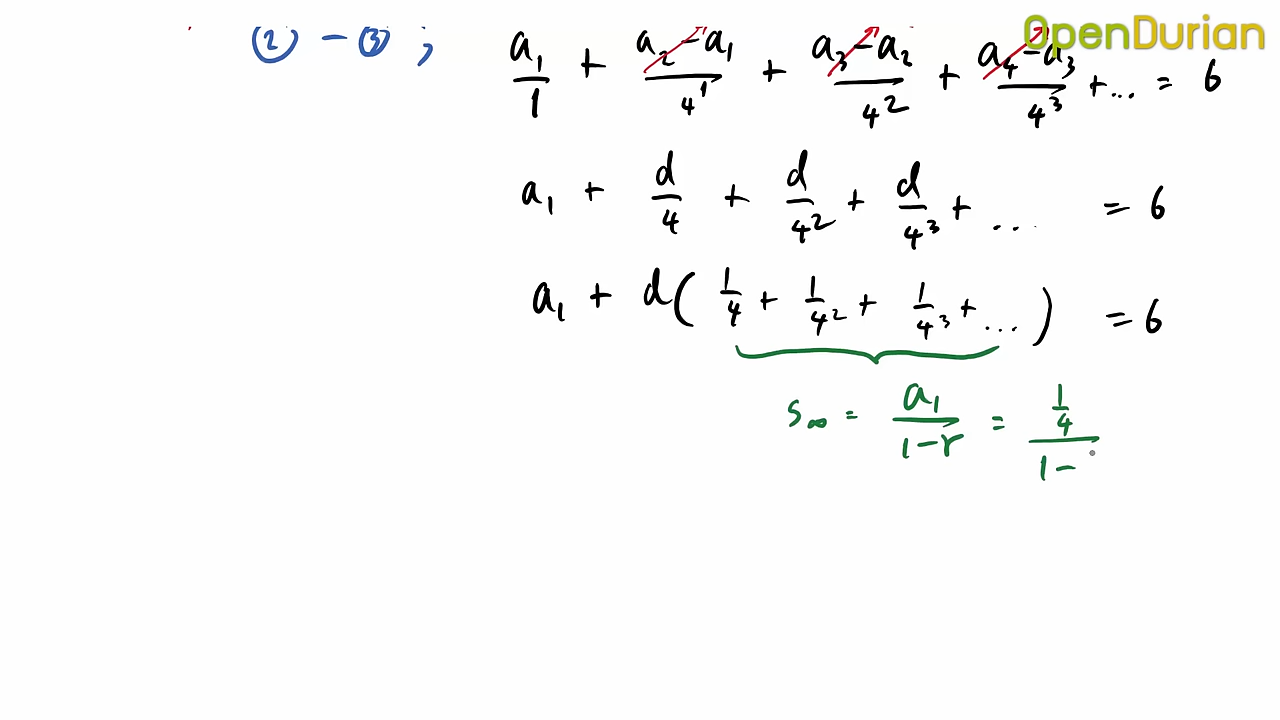 OpenDurian
② - ③ ; a₁/1 + (a₂ - a₁)/4¹ + (a₃ - a₂)/4² + (a₄ - a₃)/4³ + ... = 6
a₁ + d/4 + d/4² + d/4³ + ... = 6
a₁ + d( 1/4 + 1/4² + 1/4³ + ... ) = 6
S∞ = a₁/(1-r) = (1/4)/(1-